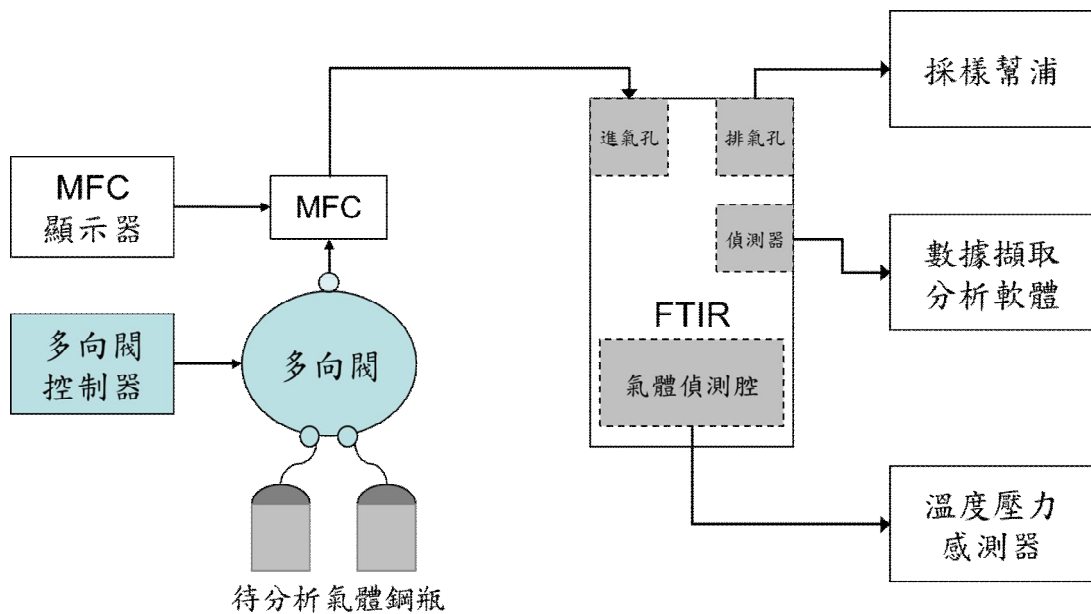 採樣幫浦
進氣孔
排氣孔
MFC
顯示器
MFC
偵測器
數據擷取
分析軟體
FTIR
多向閥
控制器
多向閥
氣體偵測腔
溫度壓力
感測器
待分析氣體鋼瓶